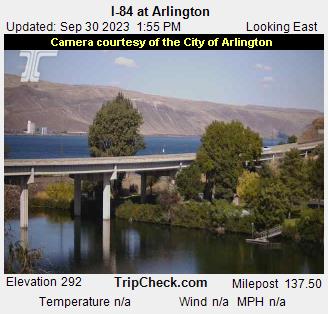 I-84 at Arlington
Updated: Sep 30 2023 1:55 PM Looking East
Camera courtesy of the City of Arlington
Elevation 292 TripCheck.com Milepost 137.50
Temperature n/a Wind n/a MPH n/a